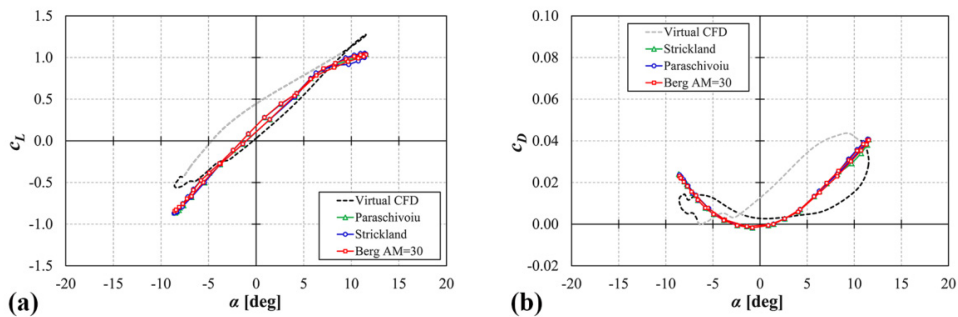 1.5
1.0
0.5
0.0
-0.5
-1.0
-1.5
c_L
-20 -15 -10 -5 0 5 10 15 20
α [deg]
Virtual CFD
Paraschivoiu
Strickland
Berg AM=30
(a)
0.10
0.08
0.06
0.04
0.02
0.00
-0.02
c_D
-20 -15 -10 -5 0 5 10 15 20
α [deg]
Virtual CFD
Strickland
Paraschivoiu
Berg AM=30
(b)